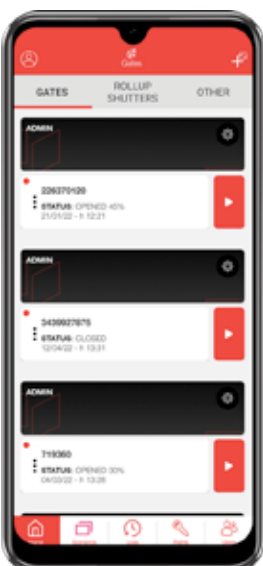 Gates
GATES
ROLLUP
SHUTTERS
OTHER
ADMIN
226370120
STATUS: OPENED 45%
21/01/22 - h 12:21
ADMIN
3439927875
STATUS: CLOSED
12/04/22 - h 13:31
ADMIN
719360
STATUS: OPENED 30%
04/03/22 - h 13:28
Home